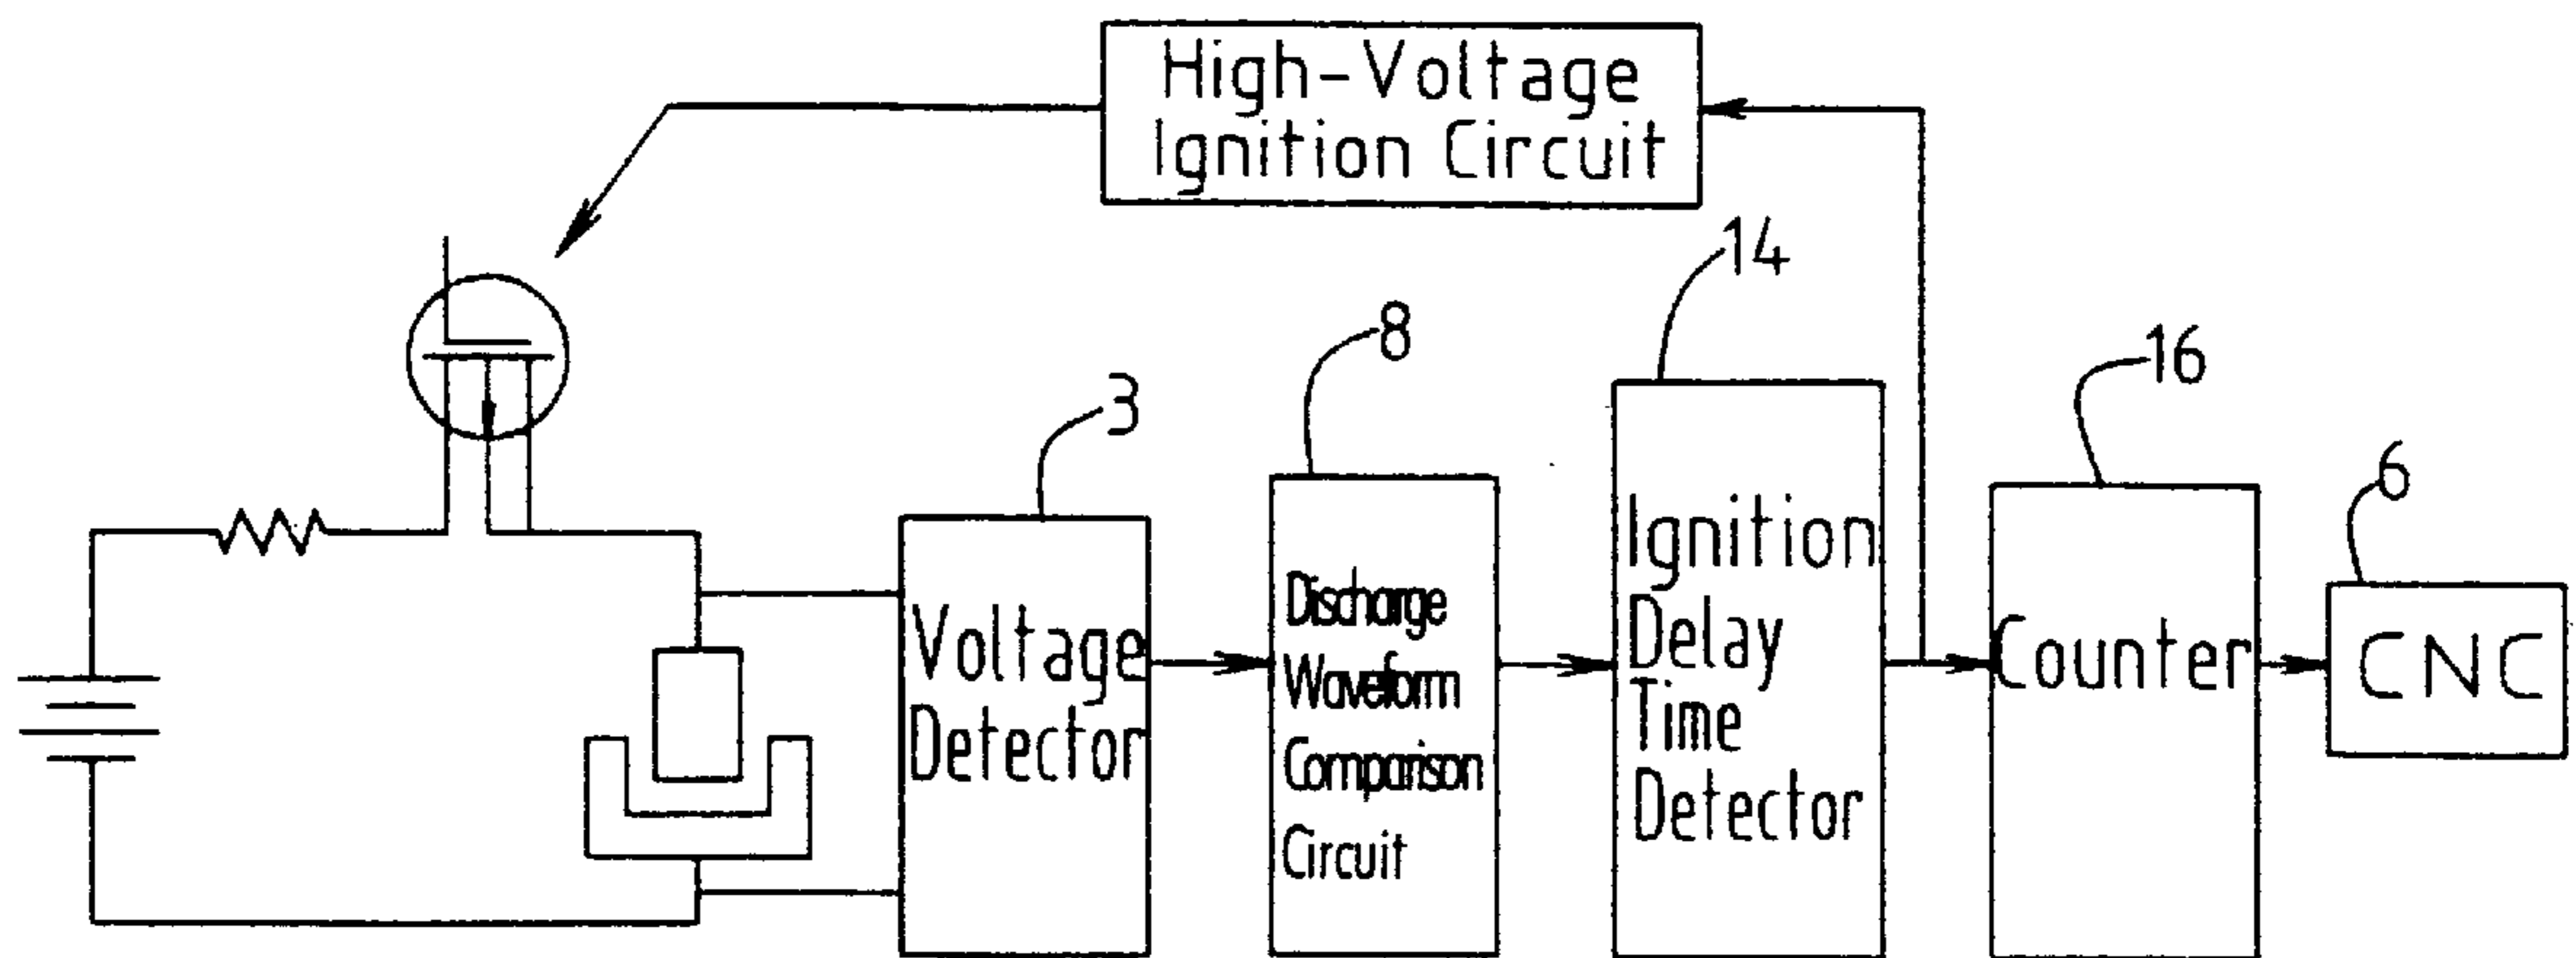 High-Voltage
Ignition Circuit
14
8
16
3
6
Voltage
Detector
Discharge
Waveform
Comparison
Circuit
Ignition
Delay
Time
Detector
Counter
CNC